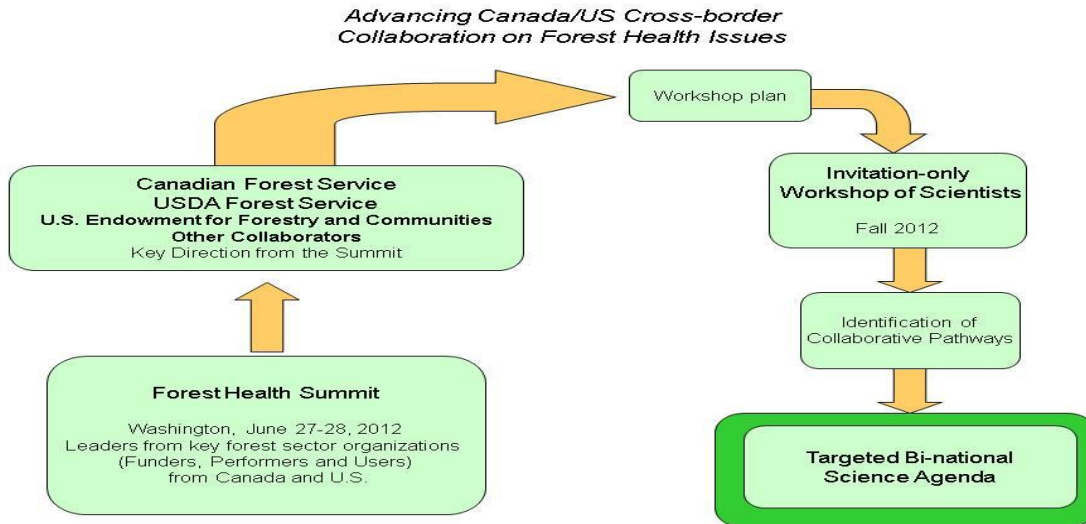 Advancing Canada/US Cross-border
Collaboration on Forest Health Issues
Workshop plan
Canadian Forest Service
USDA Forest Service
U.S. Endowment for Forestry and Communities
Other Collaborators
Key Direction from the Summit
Invitation-only
Workshop of Scientists
Fall 2012
Identification of
Collaborative Pathways
Forest Health Summit
Washington, June 27-28, 2012
Leaders from key forest sector organizations
(Funders, Performers and Users)
from Canada and U.S.
Targeted Bi-national
Science Agenda